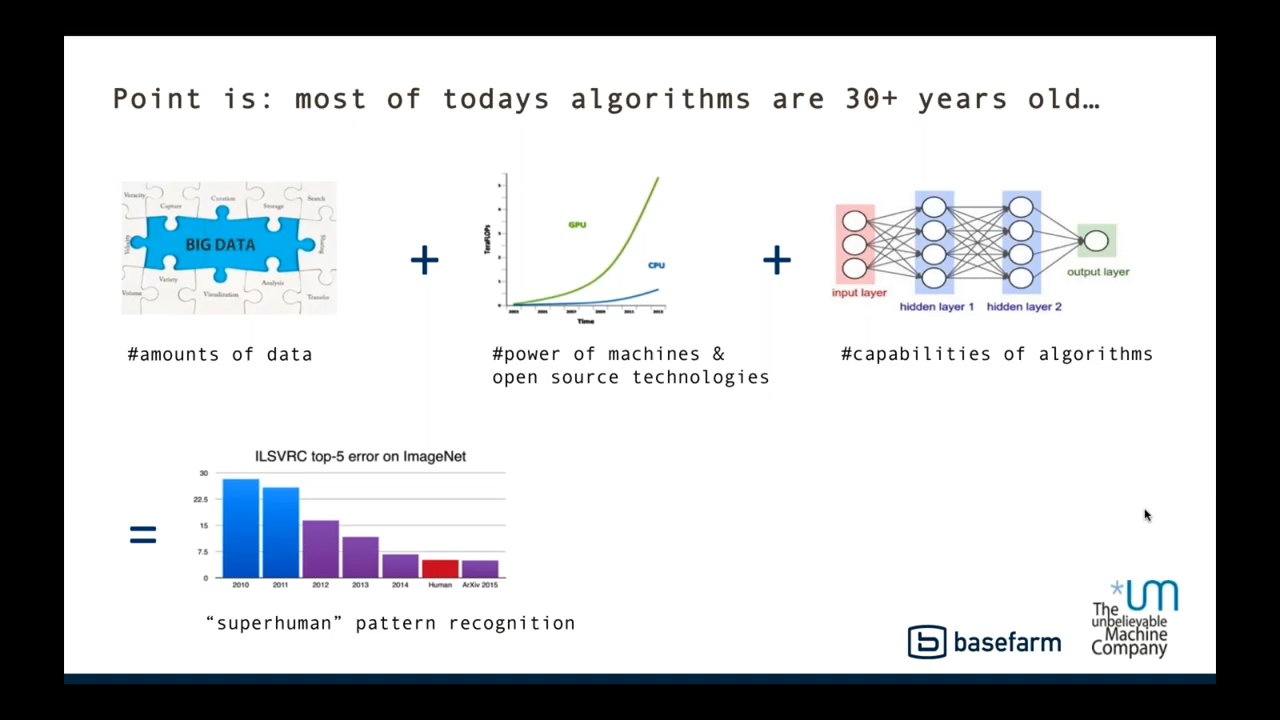 Point is: most of todays algorithms are 30+ years old…
Veracity
Capture
Curation
Storage
Search
BIG DATA
Sharing
Volume
Variety
Visualization
Analysis
Transfer
+
TeraFLOPs
GPU
CPU
Time
+
input layer
hidden layer 1
hidden layer 2
output layer
#amounts of data
#power of machines &
open source technologies
#capabilities of algorithms
=
ILSVRC top-5 error on ImageNet
30
22.5
15
7.5
0
2010 2011 2012 2013 2014 Human ArXiv 2015
“superhuman” pattern recognition
basefarm
*um
The
unbelievable
Machine
Company